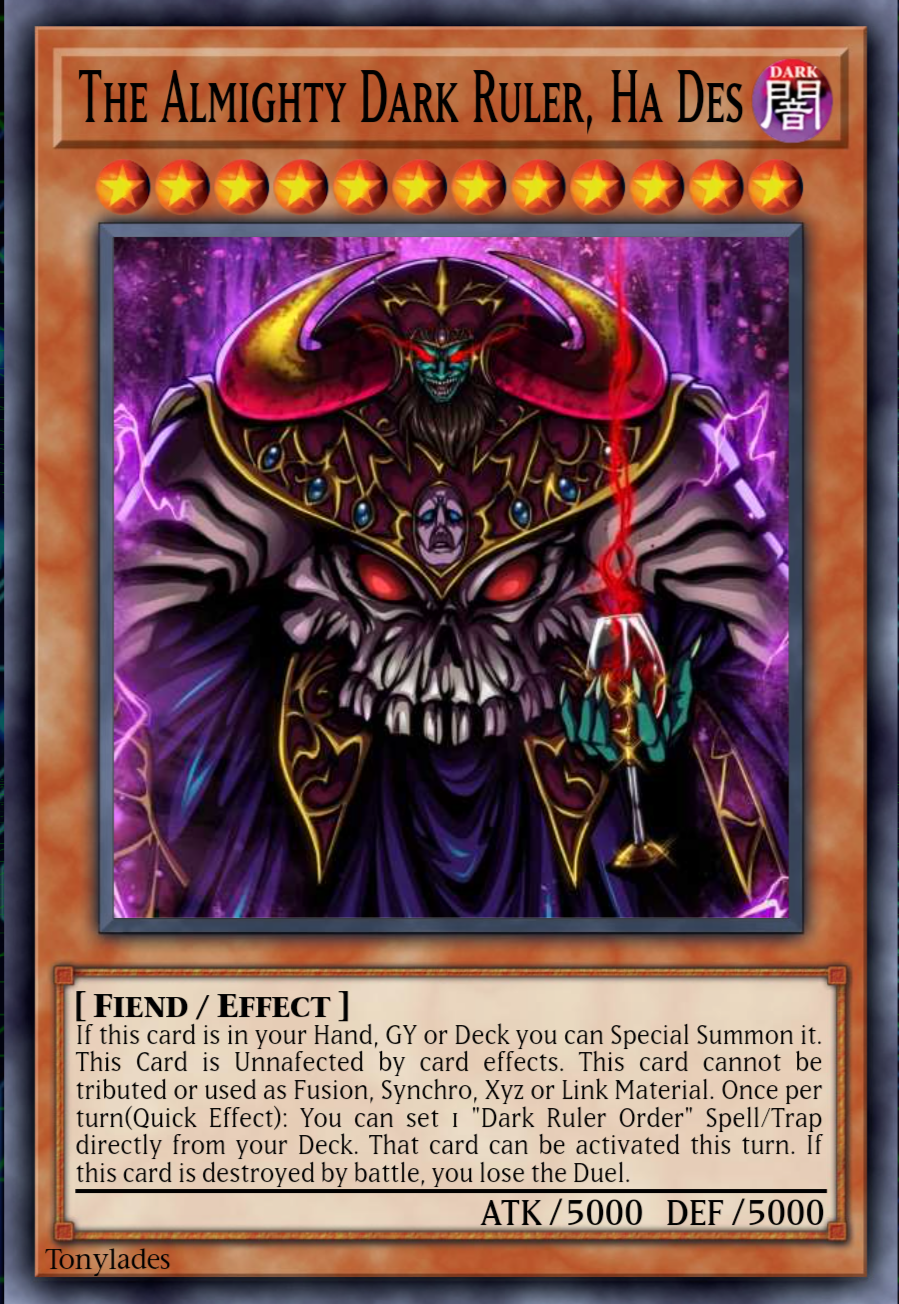 The Almighty Dark Ruler, Ha Des
DARK
闇
[ Fiend / Effect ]
If this card is in your Hand, GY or Deck you can Special Summon it.
This Card is Unnafected by card effects. This card cannot be
tributed or used as Fusion, Synchro, Xyz or Link Material. Once per
turn(Quick Effect): You can set 1 "Dark Ruler Order" Spell/Trap
directly from your Deck. That card can be activated this turn. If
this card is destroyed by battle, you lose the Duel.
ATK/5000 DEF/5000
Tonylades